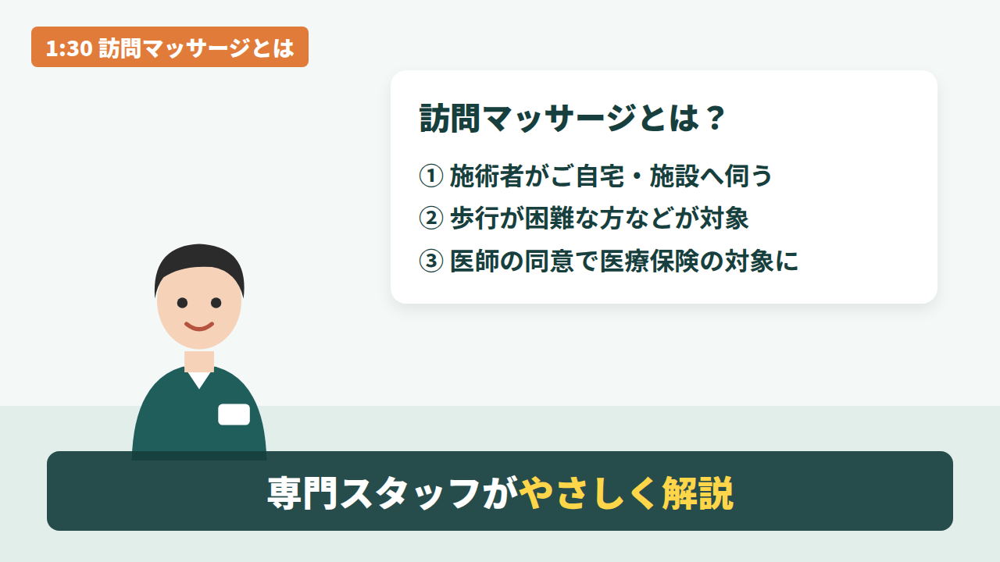 1:30 訪問マッサージとは
訪問マッサージとは？
① 施術者がご自宅・施設へ伺う
② 歩行が困難な方などが対象
③ 医師の同意で医療保険の対象に
専門スタッフがやさしく解説